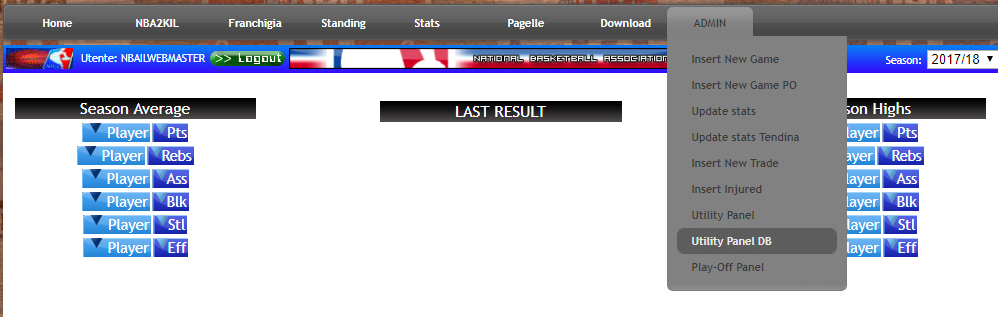 Home NBA2KIL Franchigia Standing Stats Pagelle Download ADMIN
Utente: NBAILWEBMASTER >> Logout NATIONAL BASKETBALL ASSOCIATION Season: 2017/18
Insert New Game
Insert New Game PO
Update stats
Update stats Tendina
Insert New Trade
Insert Injured
Utility Panel
Utility Panel DB
Play-Off Panel
Season Average
Player Pts
Player Rebs
Player Ass
Player Blk
Player Stl
Player Eff
LAST RESULT
son Highs
layer Pts
ayer Rebs
layer Ass
layer Blk
layer Stl
layer Eff